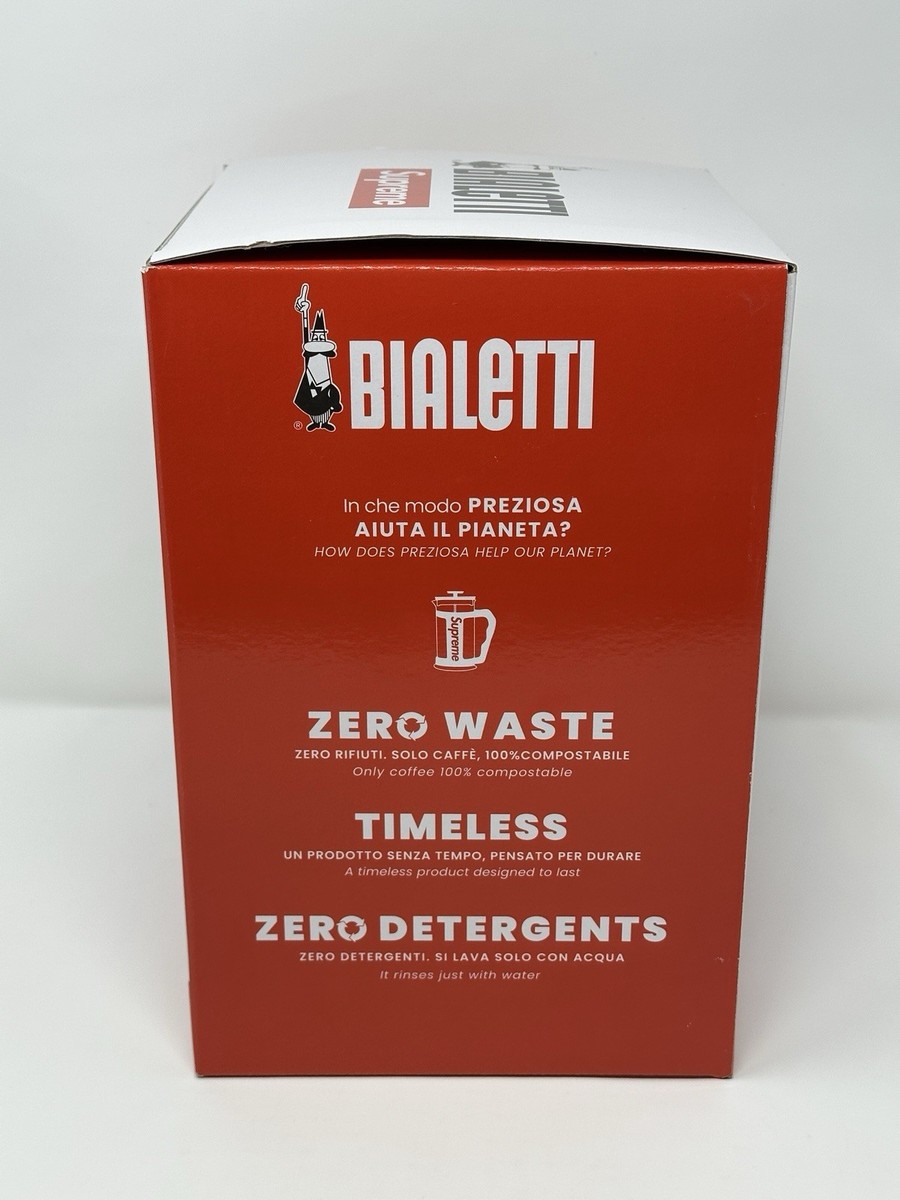 Supreme
BIALETTI
BIALETTI
®
In che modo PREZIOSA
AIUTA IL PIANETA?
HOW DOES PREZIOSA HELP OUR PLANET?
Supreme
ZERO WASTE
ZERO RIFIUTI. SOLO CAFFÈ, 100%COMPOSTABILE
Only coffee 100% compostable
TIMELESS
UN PRODOTTO SENZA TEMPO, PENSATO PER DURARE
A timeless product designed to last
ZERO DETERGENTS
ZERO DETERGENTI. SI LAVA SOLO CON ACQUA
It rinses just with water